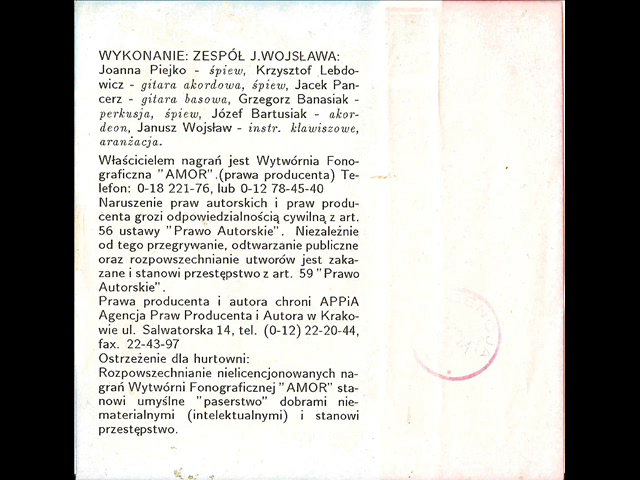 WYKONANIE: ZESPÓŁ J.WOJSŁAWA:
Joanna Piejko - śpiew, Krzysztof Lebdo-
wicz - gitara akordowa, śpiew, Jacek Pan-
cerz - gitara basowa, Grzegorz Banasiak -
perkusja, śpiew, Józef Bartusiak - akor-
deon, Janusz Wojsław - instr. klawiszowe,
aranżacja.
Właścicielem nagrań jest Wytwórnia Fono-
graficzna "AMOR".(prawa producenta) Te-
lefon: 0-18 221-76, lub 0-12 78-45-40
Naruszenie praw autorskich i praw produ-
centa grozi odpowiedzialnością cywilną z art.
56 ustawy "Prawo Autorskie". Niezależnie
od tego przegrywanie, odtwarzanie publiczne
oraz rozpowszechnianie utworów jest zaka-
zane i stanowi przestępstwo z art. 59 "Prawo
Autorskie".
Prawa producenta i autora chroni APPiA
Agencja Praw Producenta i Autora w Krako-
wie ul. Salwatorska 14, tel. (0-12) 22-20-44,
fax. 22-43-97
Ostrzeżenie dla hurtowni:
Rozpowszechnianie nielicencjonowanych na-
grań Wytwórni Fonograficznej "AMOR" sta-
nowi umyślne "paserstwo" dobrami nie-
materialnymi (intelektualnymi) i stanowi
przestępstwo.